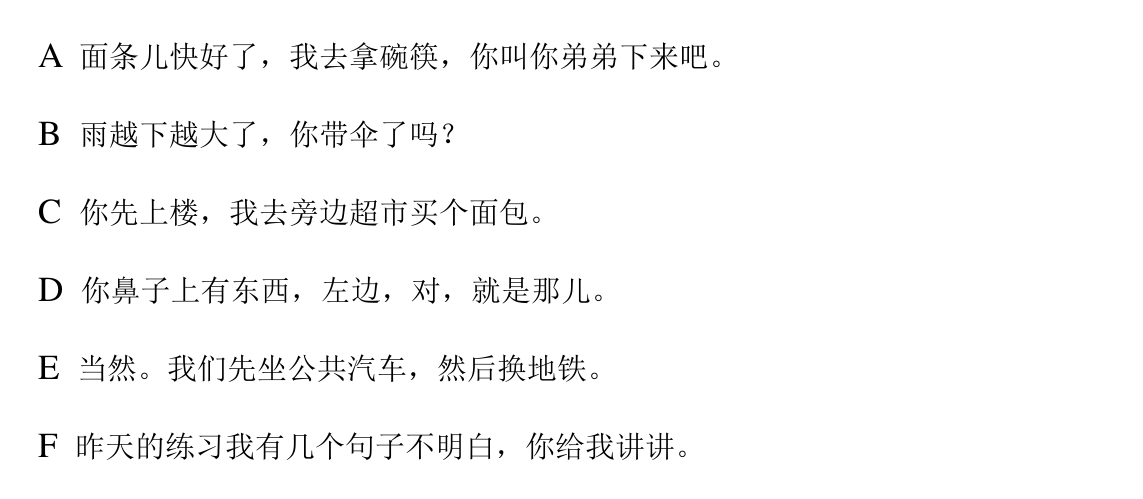 A 面条儿快好了，我去拿碗筷，你叫你弟弟下来吧。
B 雨越下越大了，你带伞了吗？
C 你先上楼，我去旁边超市买个面包。
D 你鼻子上有东西，左边，对，就是那儿。
E 当然。我们先坐公共汽车，然后换地铁。
F 昨天的练习我有几个句子不明白，你给我讲讲。